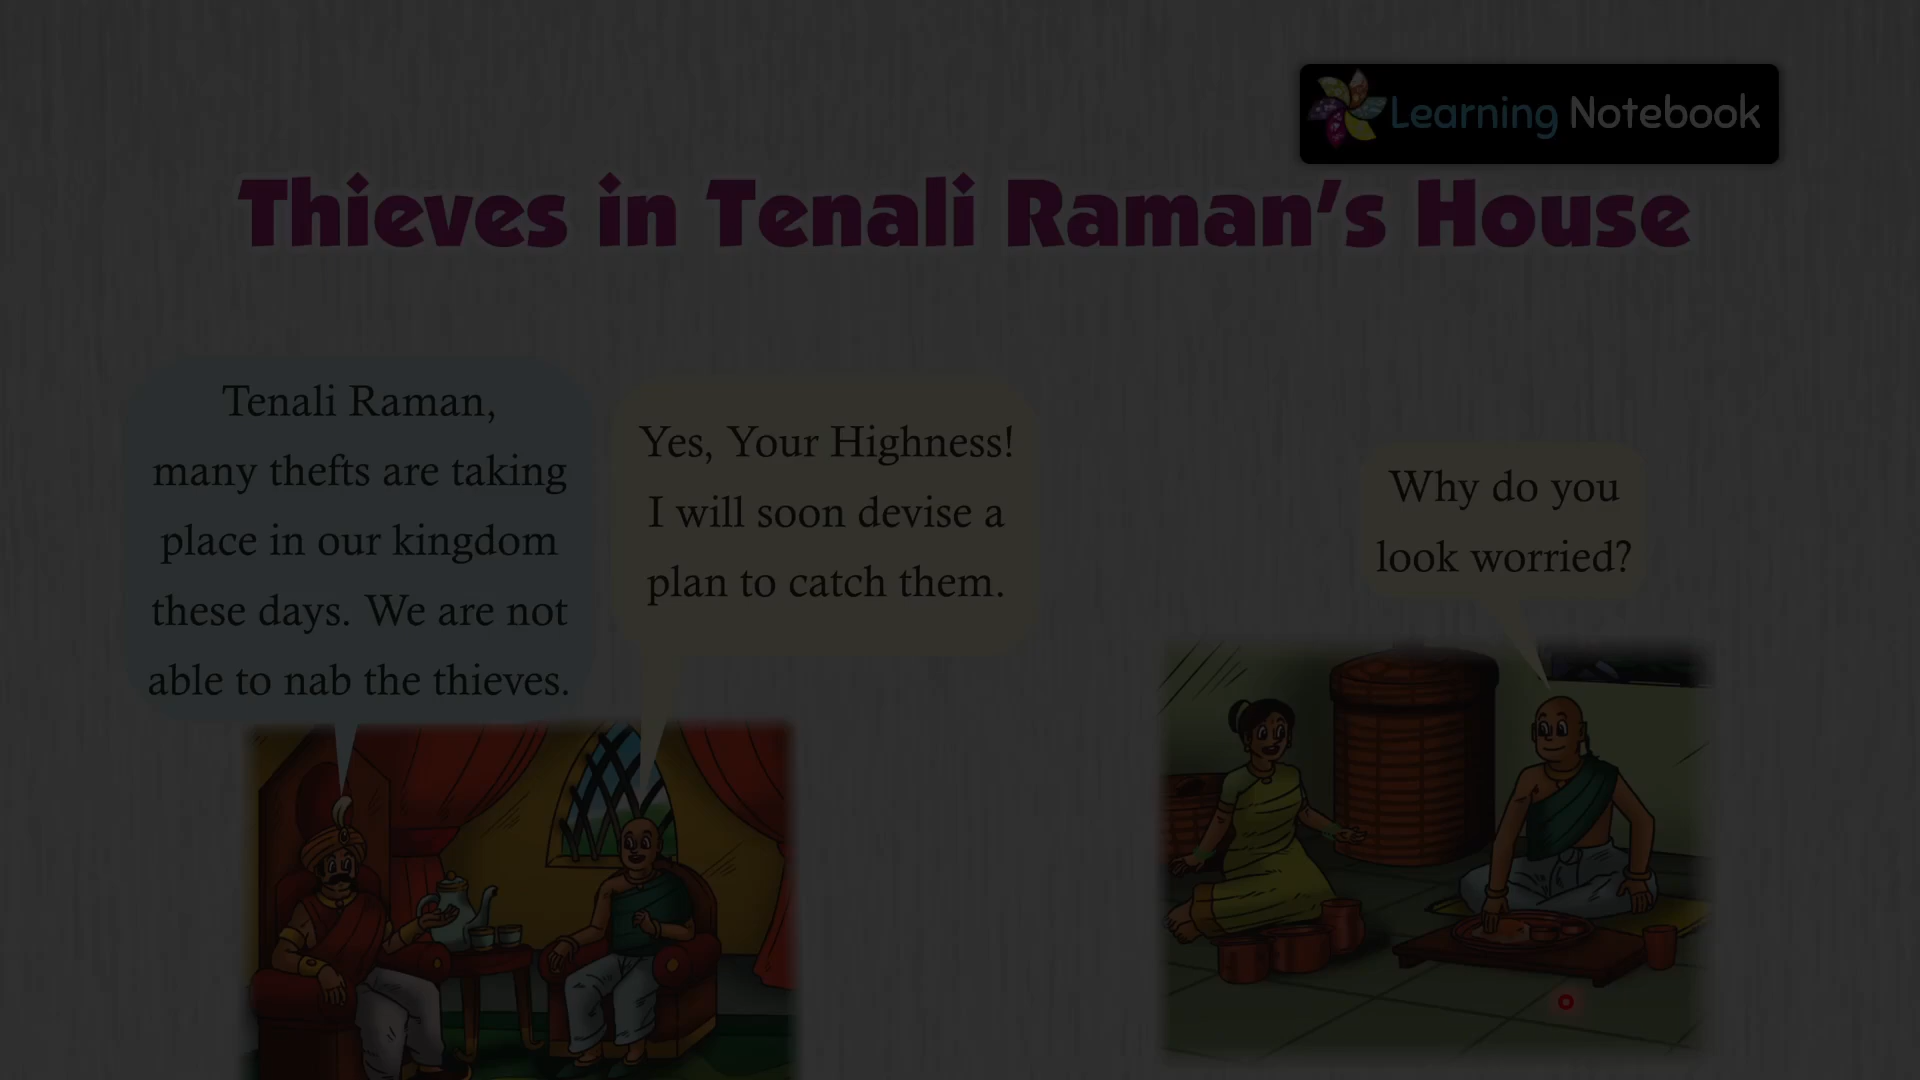 Learning Notebook
Thieves in Tenali Raman's House
Tenali Raman,
many thefts are taking
place in our kingdom
these days. We are not
able to nab the thieves.
Yes, Your Highness!
I will soon devise a
plan to catch them.
Why do you
look worried?